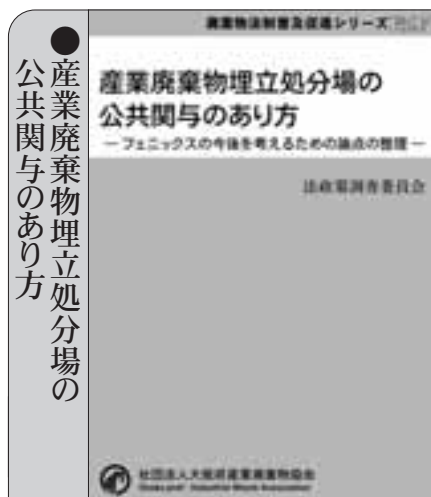 ●産業廃棄物埋立処分場の
公共関与のあり方
産業廃棄物法制普及促進シリーズ
産業廃棄物埋立処分場の
公共関与のあり方
― フェニックスの今後を考えるための論点の整理 ―
法政策調査委員会
社団法人大阪府産業廃棄物協会
Osaka pref. Industrial Waste Association